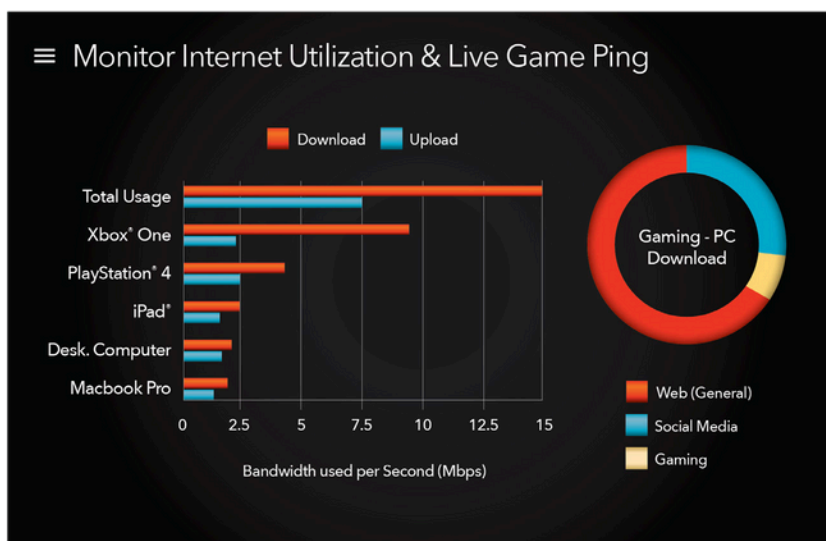 Monitor Internet Utilization & Live Game Ping
Download
Upload
Total Usage
Xbox® One
PlayStation® 4
iPad®
Desk. Computer
Macbook Pro
0 2.5 5 7.5 10 12.5 15
Bandwidth used per Second (Mbps)
Gaming - PC
Download
Web (General)
Social Media
Gaming